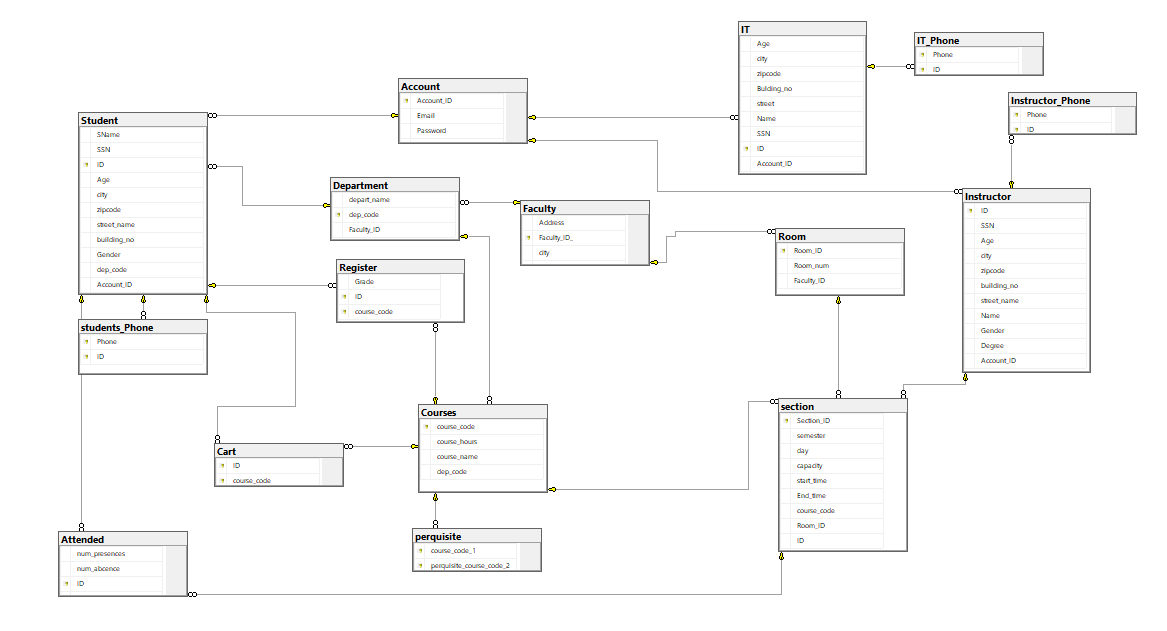 IT
Age
city
zipcode
Bulding_no
street
Name
SSN
ID
Account_ID
IT_Phone
Phone
ID
Account
Account_ID
Email
Password
Instructor_Phone
Phone
ID
Student
SName
SSN
ID
Age
city
zipcode
street_name
building_no
Gender
dep_code
Account_ID
Department
depart_name
dep_code
Faculty_ID
Faculty
Address
Faculty_ID_
city
Instructor
ID
SSN
Age
city
zipcode
building_no
street_name
Name
Gender
Degree
Account_ID
Room
Room_ID
Room_num
Faculty_ID
Register
Grade
ID
course_code
students_Phone
Phone
ID
Courses
course_code
course_hours
course_name
dep_code
section
Section_ID
semester
day
capacity
start_time
End_time
course_code
Room_ID
ID
Cart
ID
course_code
perquisite
course_code_1
perquisite_course_code_2
Attended
num_presences
num_abcence
ID